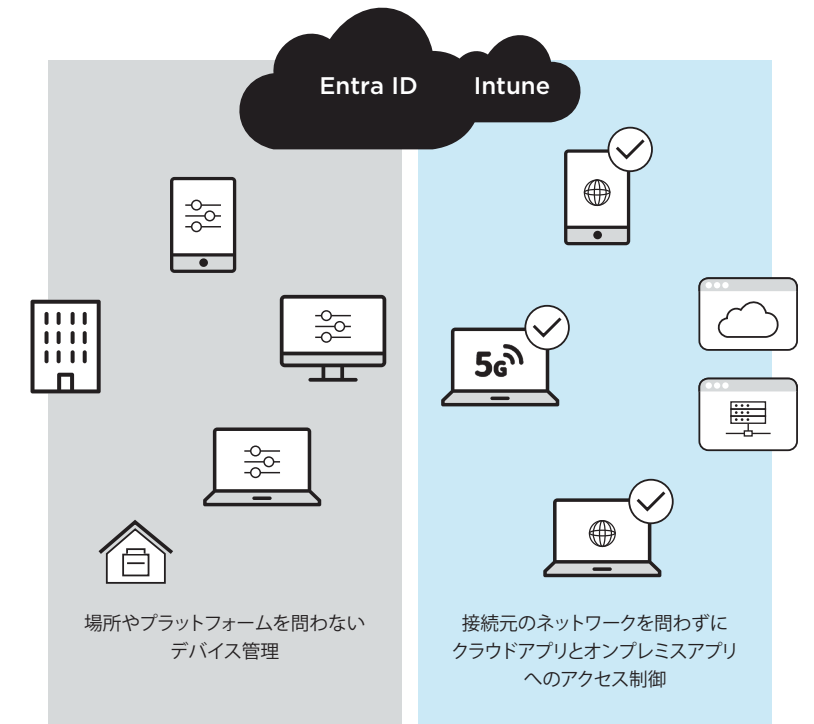 Entra ID
Intune
5G
場所やプラットフォームを問わない
デバイス管理
接続元のネットワークを問わずに
クラウドアプリとオンプレミスアプリ
へのアクセス制御